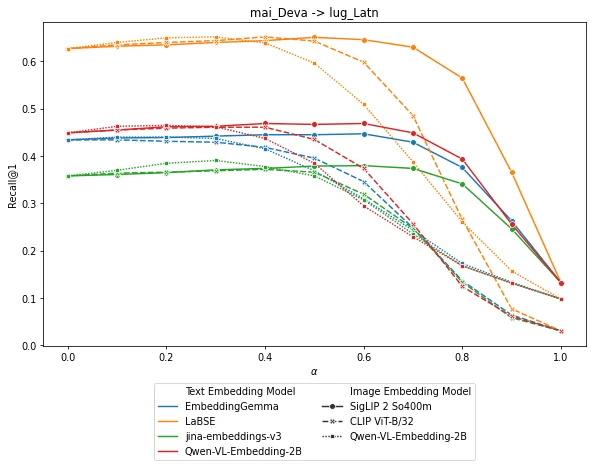 mai_Deva -> lug_Latn
Recall@1
0.6
0.5
0.4
0.3
0.2
0.1
0.0
0.0 0.2 0.4 0.6 0.8 1.0
α
Text Embedding Model
EmbeddingGemma
LaBSE
jina-embeddings-v3
Qwen-VL-Embedding-2B
Image Embedding Model
SigLIP 2 So400m
CLIP ViT-B/32
Qwen-VL-Embedding-2B